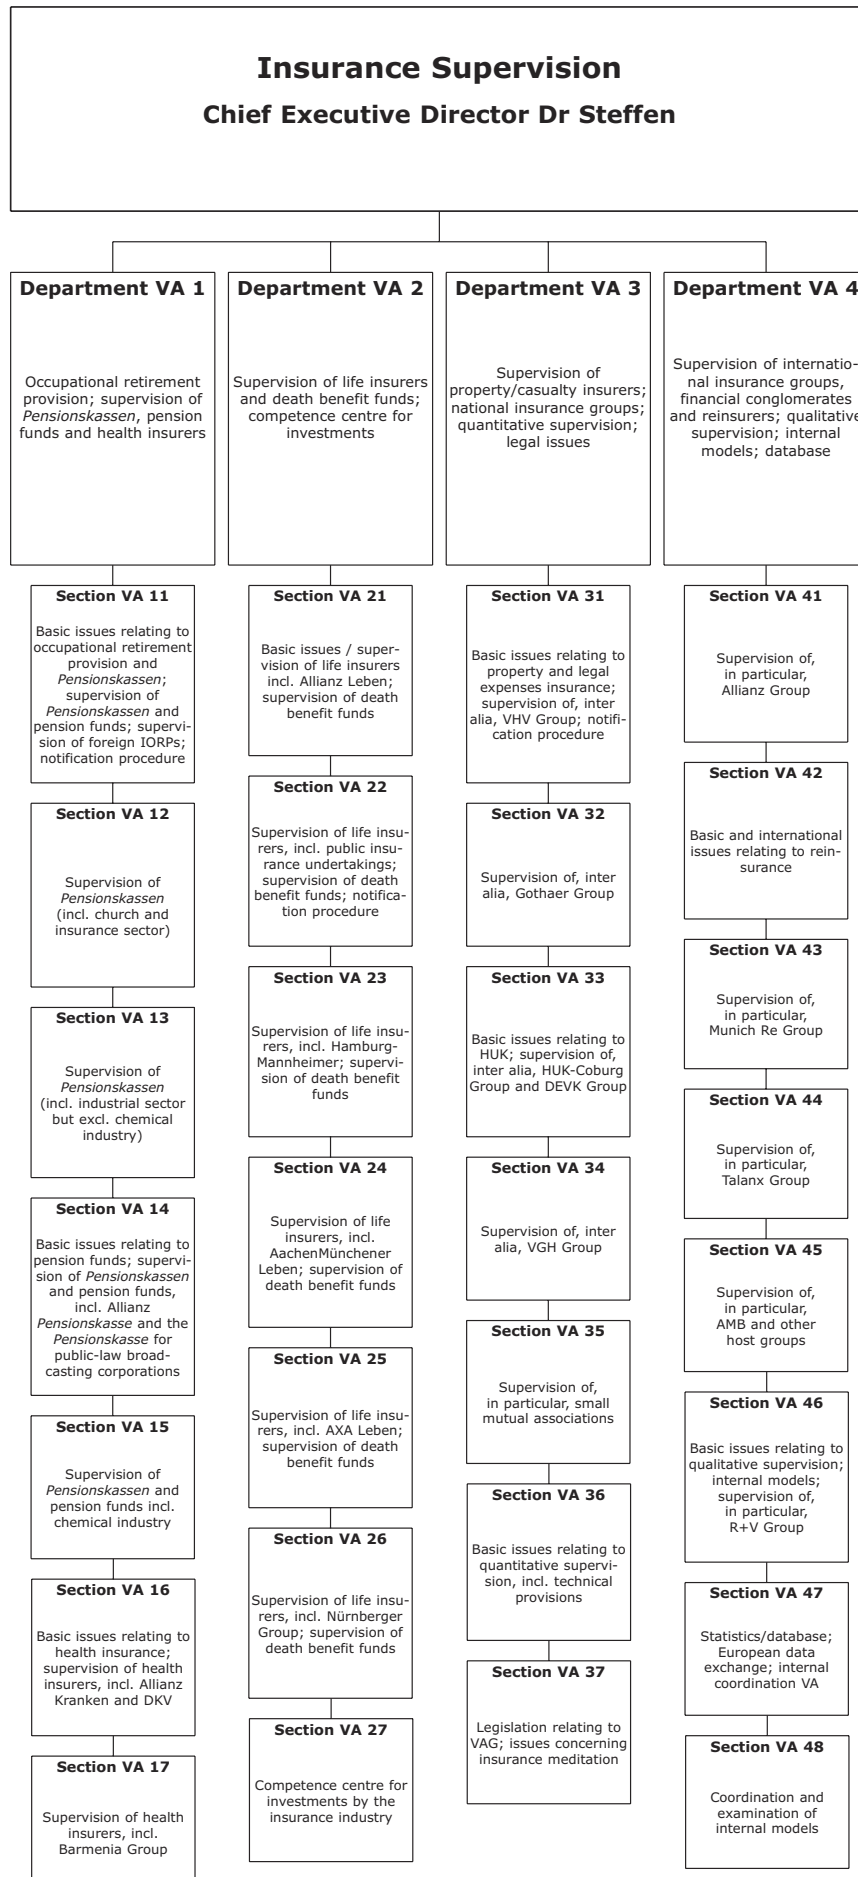 Insurance Supervision
Chief Executive Director Dr Steffen
Department VA 1
Occupational retirement
provision; supervision of
Pensionskassen, pension
funds and health insurers
Section VA 11
Basic issues relating to
occupational retirement
provision and
Pensionskassen;
supervision of
Pensionskassen and
pension funds; supervi-
sion of foreign IORPs;
notification procedure
Section VA 12
Supervision of
Pensionskassen
(incl. church and
insurance sector)
Section VA 13
Supervision of
Pensionskassen
(incl. industrial sector
but excl. chemical
industry)
Section VA 14
Basic issues relating to
pension funds; supervi-
sion of Pensionskassen
and pension funds,
incl. Allianz
Pensionskasse and the
Pensionskasse for
public-law broad-
casting corporations
Section VA 15
Supervision of
Pensionskassen and
pension funds incl.
chemical industry
Section VA 16
Basic issues relating to
health insurance;
supervision of health
insurers, incl. Allianz
Kranken and DKV
Section VA 17
Supervision of health
insurers, incl.
Barmenia Group
Department VA 2
Supervision of life insurers
and death benefit funds;
competence centre for
investments
Section VA 21
Basic issues / super-
vision of life insurers
incl. Allianz Leben;
supervision of death
benefit funds
Section VA 22
Supervision of life insu-
rers, incl. public insu-
rance undertakings;
supervision of death
benefit funds; notifica-
tion procedure
Section VA 23
Supervision of life insu-
rers, incl. Hamburg-
Mannheimer; supervi-
sion of death benefit
funds
Section VA 24
Supervision of life
insurers, incl.
AachenMünchener
Leben; supervision of
death benefit funds
Section VA 25
Supervision of life insu-
rers, incl. AXA Leben;
supervision of death
benefit funds
Section VA 26
Supervision of life insu-
rers, incl. Nürnberger
Group; supervision of
death benefit funds
Section VA 27
Competence centre for
investments by the
insurance industry
Department VA 3
Supervision of
property/casualty insurers;
national insurance groups;
quantitative supervision;
legal issues
Section VA 31
Basic issues relating to
property and legal
expenses insurance;
supervision of, inter
alia, VHV Group; notifi-
cation procedure
Section VA 32
Supervision of, inter
alia, Gothaer Group
Section VA 33
Basic issues relating to
HUK; supervision of,
inter alia, HUK-Coburg
Group and DEVK Group
Section VA 34
Supervision of, inter
alia, VGH Group
Section VA 35
Supervision of,
in particular, small
mutual associations
Section VA 36
Basic issues relating to
quantitative supervi-
sion, incl. technical
provisions
Section VA 37
Legislation relating to
VAG; issues concerning
insurance meditation
Department VA 4
Supervision of internatio-
nal insurance groups,
financial conglomerates
and reinsurers; qualitative
supervision; internal
models; database
Section VA 41
Supervision of,
in particular,
Allianz Group
Section VA 42
Basic and international
issues relating to rein-
surance
Section VA 43
Supervision of,
in particular,
Munich Re Group
Section VA 44
Supervision of,
in particular,
Talanx Group
Section VA 45
Supervision of,
in particular,
AMB and other
host groups
Section VA 46
Basic issues relating to
qualitative supervision;
internal models;
supervision of,
in particular,
R+V Group
Section VA 47
Statistics/database;
European data
exchange; internal
coordination VA
Section VA 48
Coordination and
examination of
internal models